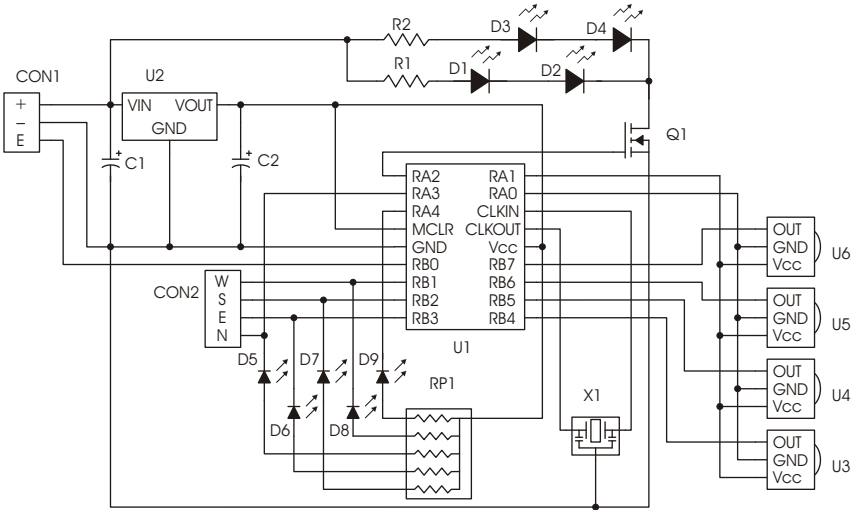 R2
D3
D4
R1
D1
D2
CON1
U2
+
−
E
VIN
VOUT
GND
+
C1
+
C2
Q1
RA2
RA3
RA4
MCLR
GND
RB0
RB1
RB2
RB3
RA1
RA0
CLKIN
CLKOUT
Vcc
RB7
RB6
RB5
RB4
U1
CON2
W
S
E
N
D5
D7
D9
D6
D8
RP1
X1
OUT
GND
Vcc
U6
OUT
GND
Vcc
U5
OUT
GND
Vcc
U4
OUT
GND
Vcc
U3